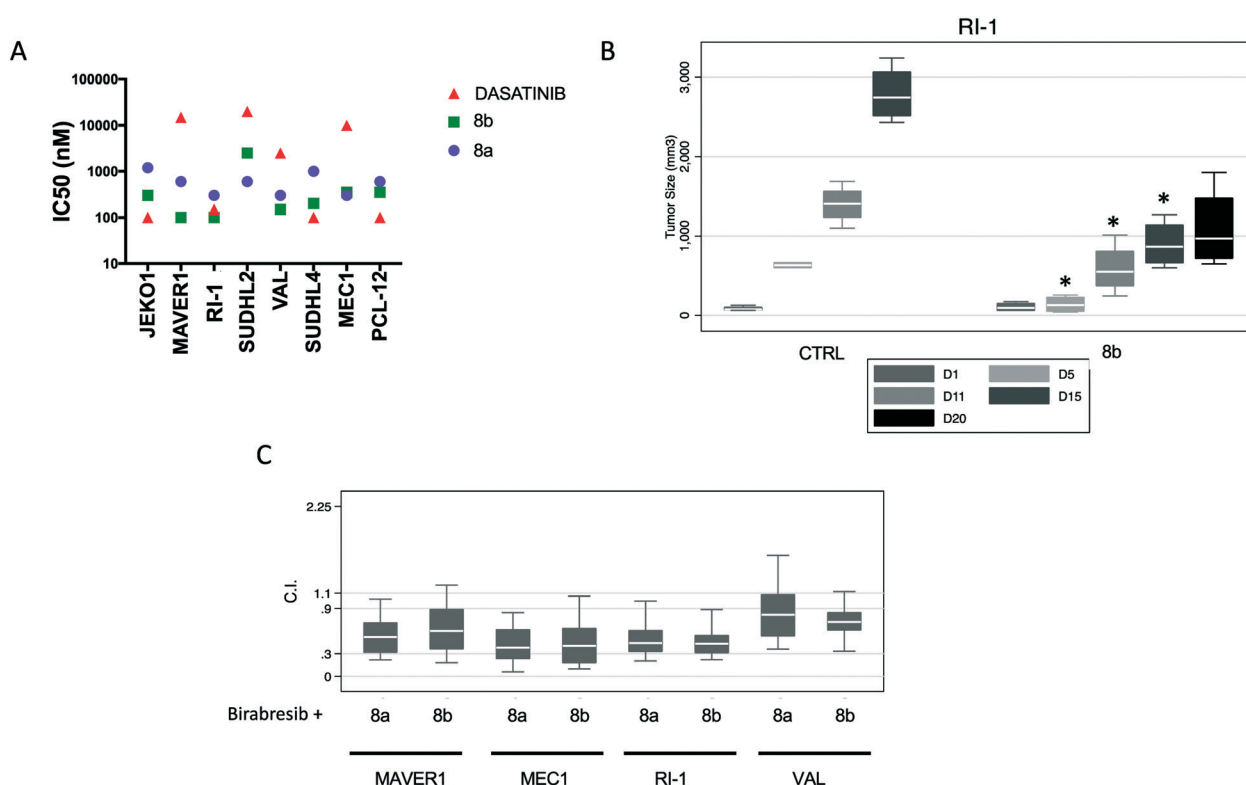 A
100000
10000
1000
100
10
IC50 (nM)
JEKO1
MAVER1
RI-1
SUDHL2
VAL
SUDHL4
MEC1
PCL-12
DASATINIB
8b
8a
B
RI-1
3,000
2,000
1,000
0
Tumor Size (mm3)
* * *
CTRL 8b
D1 D5
D11 D15
D20
C
2.25
1.1
.9
.3
0
C.I.
Birabresib + 8a 8b 8a 8b 8a 8b 8a 8b
MAVER1 MEC1 RI-1 VAL